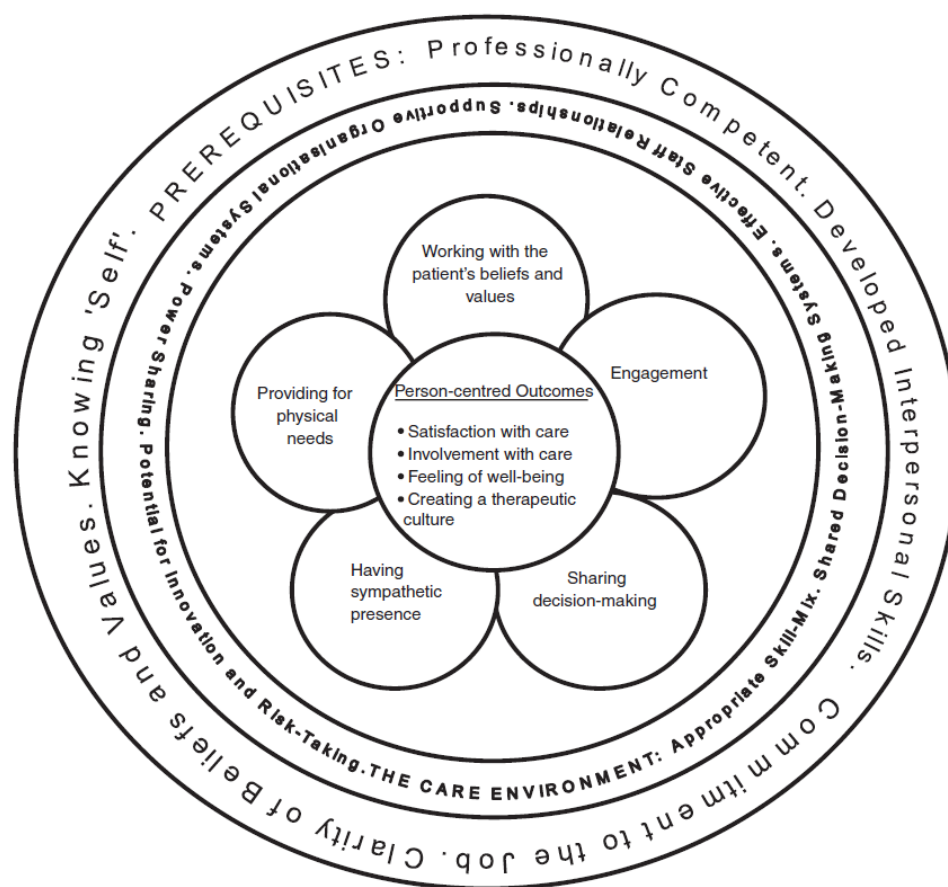 PREREQUISITES: Professionally Competent. Developed Interpersonal Skills. Commitment to the Job. Clarity of Beliefs and Values. Knowing 'Self'.
THE CARE ENVIRONMENT: Appropriate Skill-Mix. Shared Decision-Making Systems. Effective Staff Relationships. Supportive Organisational Systems. Power Sharing. Potential for Innovation and Risk-Taking.
Working with the
patient's beliefs and
values
Engagement
Providing for
physical
needs
Person-centred Outcomes
• Satisfaction with care
• Involvement with care
• Feeling of well-being
• Creating a therapeutic
culture
Having
sympathetic
presence
Sharing
decision-making